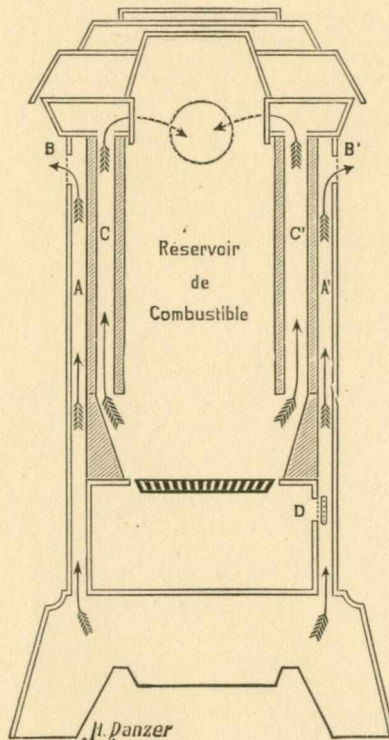 B
B'
C
C'
Réservoir
de
Combustible
A
A'
D
H. Danzer